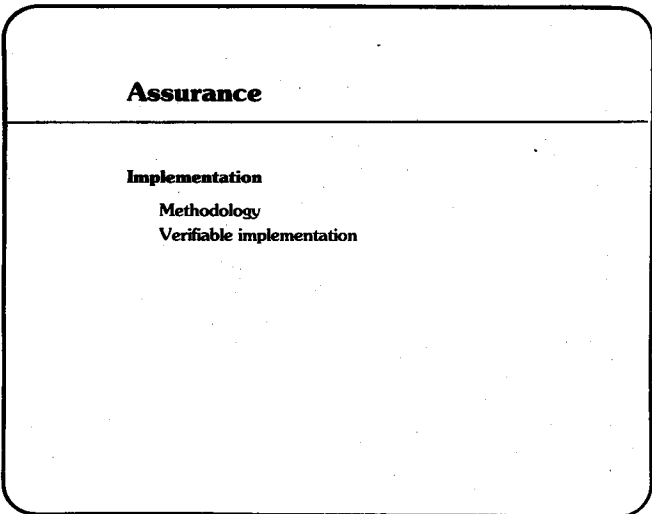 Assurance
Implementation
Methodology
Verifiable implementation